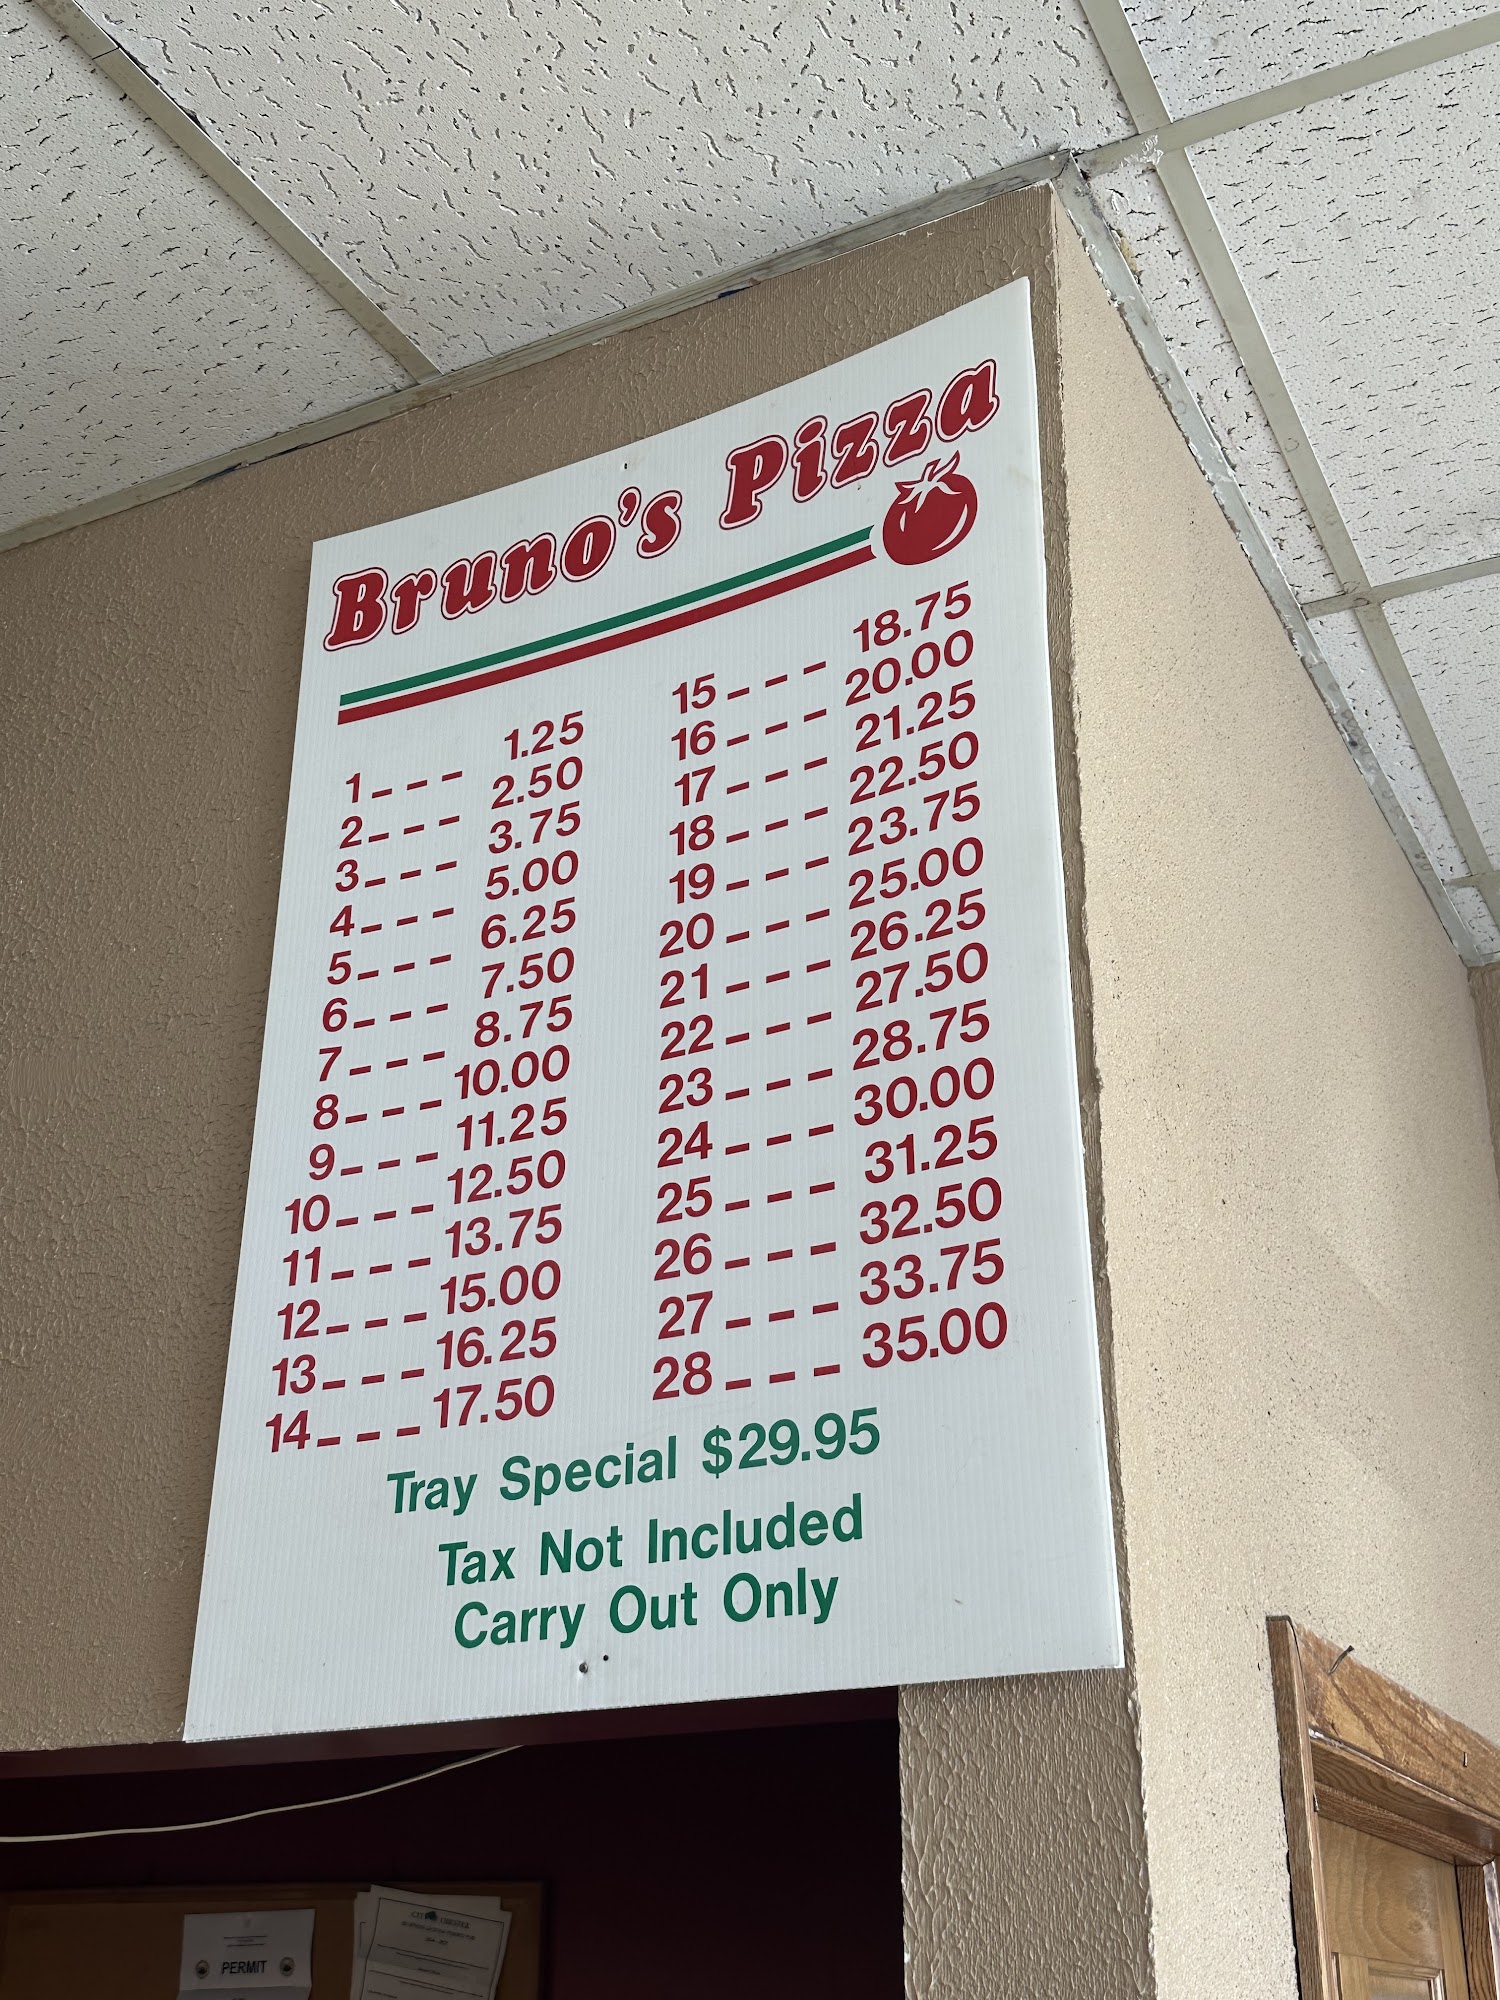 Bruno's Pizza
1 - - - 1.25
2 - - - 2.50
3 - - - 3.75
4 - - - 5.00
5 - - - 6.25
6 - - - 7.50
7 - - - 8.75
8 - - - 10.00
9 - - - 11.25
10 - - - 12.50
11 - - - 13.75
12 - - - 15.00
13 - - - 16.25
14 - - - 17.50
15 - - - 18.75
16 - - - 20.00
17 - - - 21.25
18 - - - 22.50
19 - - - 23.75
20 - - - 25.00
21 - - - 26.25
22 - - - 27.50
23 - - - 28.75
24 - - - 30.00
25 - - - 31.25
26 - - - 32.50
27 - - - 33.75
28 - - - 35.00
Tray Special $29.95
Tax Not Included
Carry Out Only
PERMIT